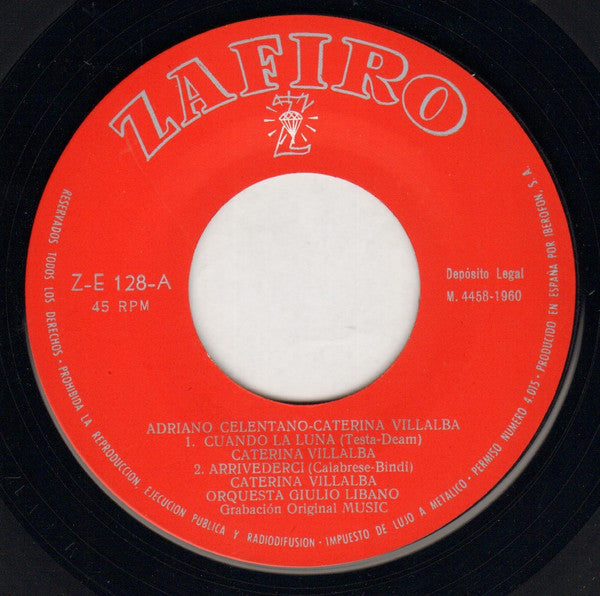 ZAFIRO
Z
Z-E 128-A
45 RPM
Depósito Legal
M. 4458-1960
ADRIANO CELENTANO-CATERINA VILLALBA
1. CUANDO LA LUNA (Testa-Deam)
CATERINA VILLALBA
2. ARRIVEDERCI (Calabrese-Bindi)
CATERINA VILLALBA
ORQUESTA GIULIO LIBANO
Grabación Original MUSIC
RESERVADOS TODOS LOS DERECHOS · PROHIBIDA LA REPRODUCCION, EJECUCION PUBLICA Y RADIODIFUSION · IMPUESTO DE LUJO A METALICO · PERMISO NUMERO 4.015 · PRODUCIDO EN ESPAÑA POR IBEROFON, S. A.